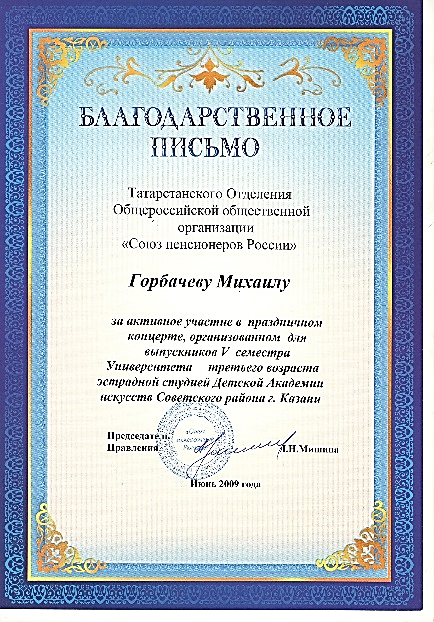 БЛАГОДАРСТВЕННОЕ
ПИСЬМО
Татарстанского Отделения
Общероссийской общественной
организации
«Союз пенсионеров России»
Горбачеву Михаилу
за активное участие в праздничном
концерте, организованном для
выпускников V семестра
Университета третьего возраста
эстрадной студией Детской Академии
искусств Советского района г. Казани
Председатель
Правления Л.Н.Мишина
Июнь 2009 года